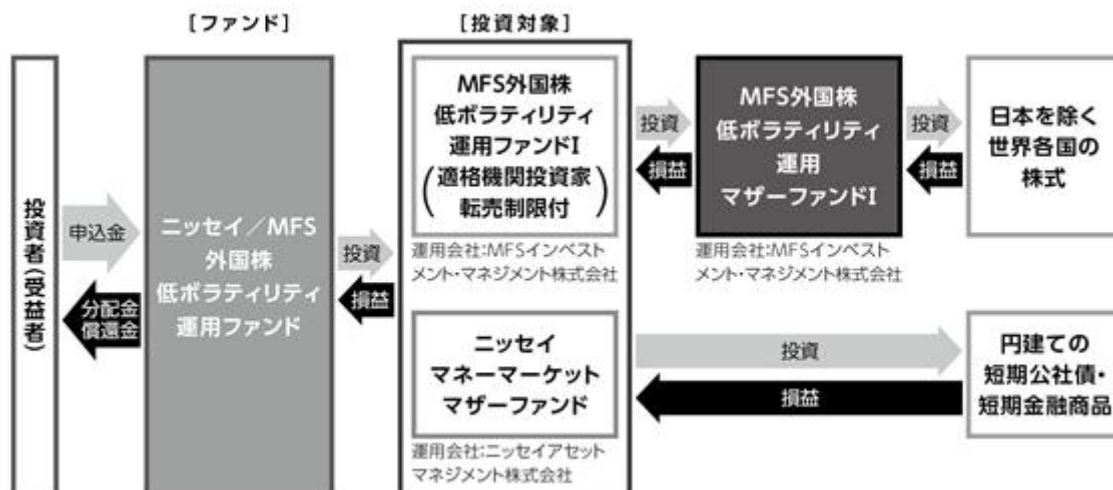 [ファンド]
[投資対象]
投資者(受益者)
申込金
分配金
償還金
ニッセイ/MFS
外国株
低ボラティリティ
運用ファンド
投資
損益
MFS外国株
低ボラティリティ
運用ファンドI
(適格機関投資家
転売制限付)
運用会社:MFSインベスト
メント・マネジメント株式会社
投資
損益
MFS外国株
低ボラティリティ
運用
マザーファンドI
運用会社:MFSインベスト
メント・マネジメント株式会社
投資
損益
日本を除く
世界各国の
株式
ニッセイ
マネーマーケット
マザーファンド
運用会社:ニッセイアセット
マネジメント株式会社
投資
損益
円建ての
短期公社債・
短期金融商品